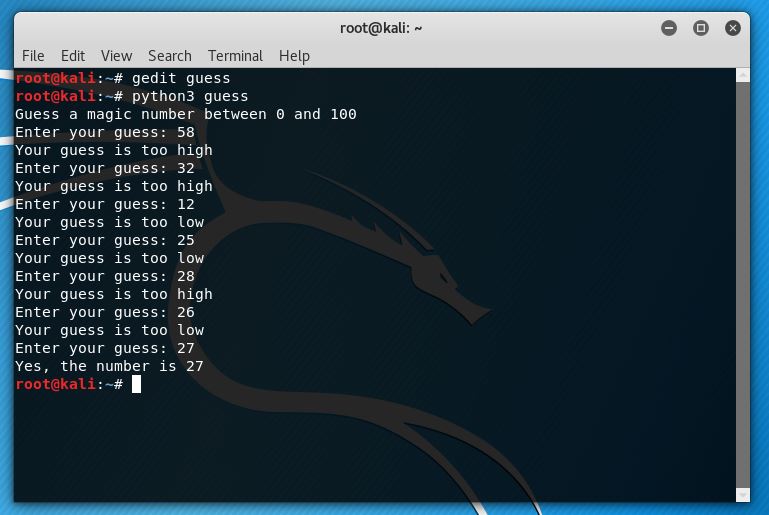 root@kali: ~
File Edit View Search Terminal Help
root@kali:~# gedit guess
root@kali:~# python3 guess
Guess a magic number between 0 and 100
Enter your guess: 58
Your guess is too high
Enter your guess: 32
Your guess is too high
Enter your guess: 12
Your guess is too low
Enter your guess: 25
Your guess is too low
Enter your guess: 28
Your guess is too high
Enter your guess: 26
Your guess is too low
Enter your guess: 27
Yes, the number is 27
root@kali:~#